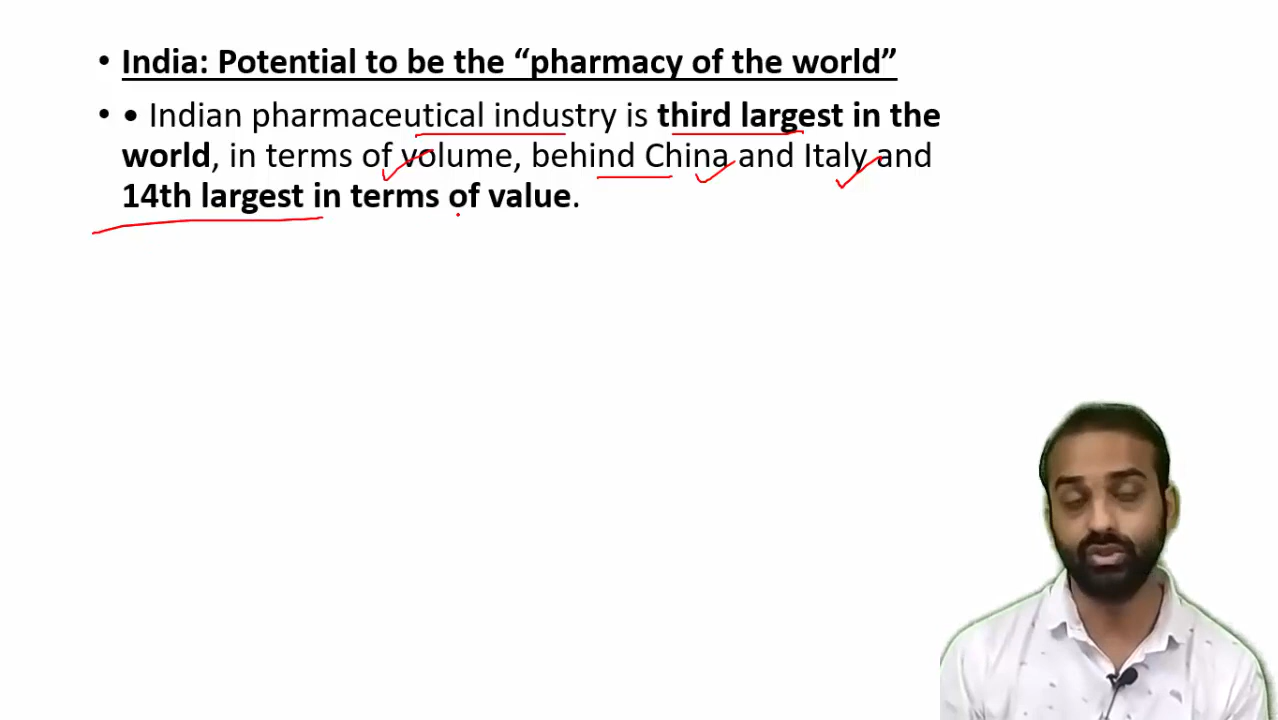 • India: Potential to be the “pharmacy of the world”
• • Indian pharmaceutical industry is third largest in the
world, in terms of volume, behind China and Italy and
14th largest in terms of value.